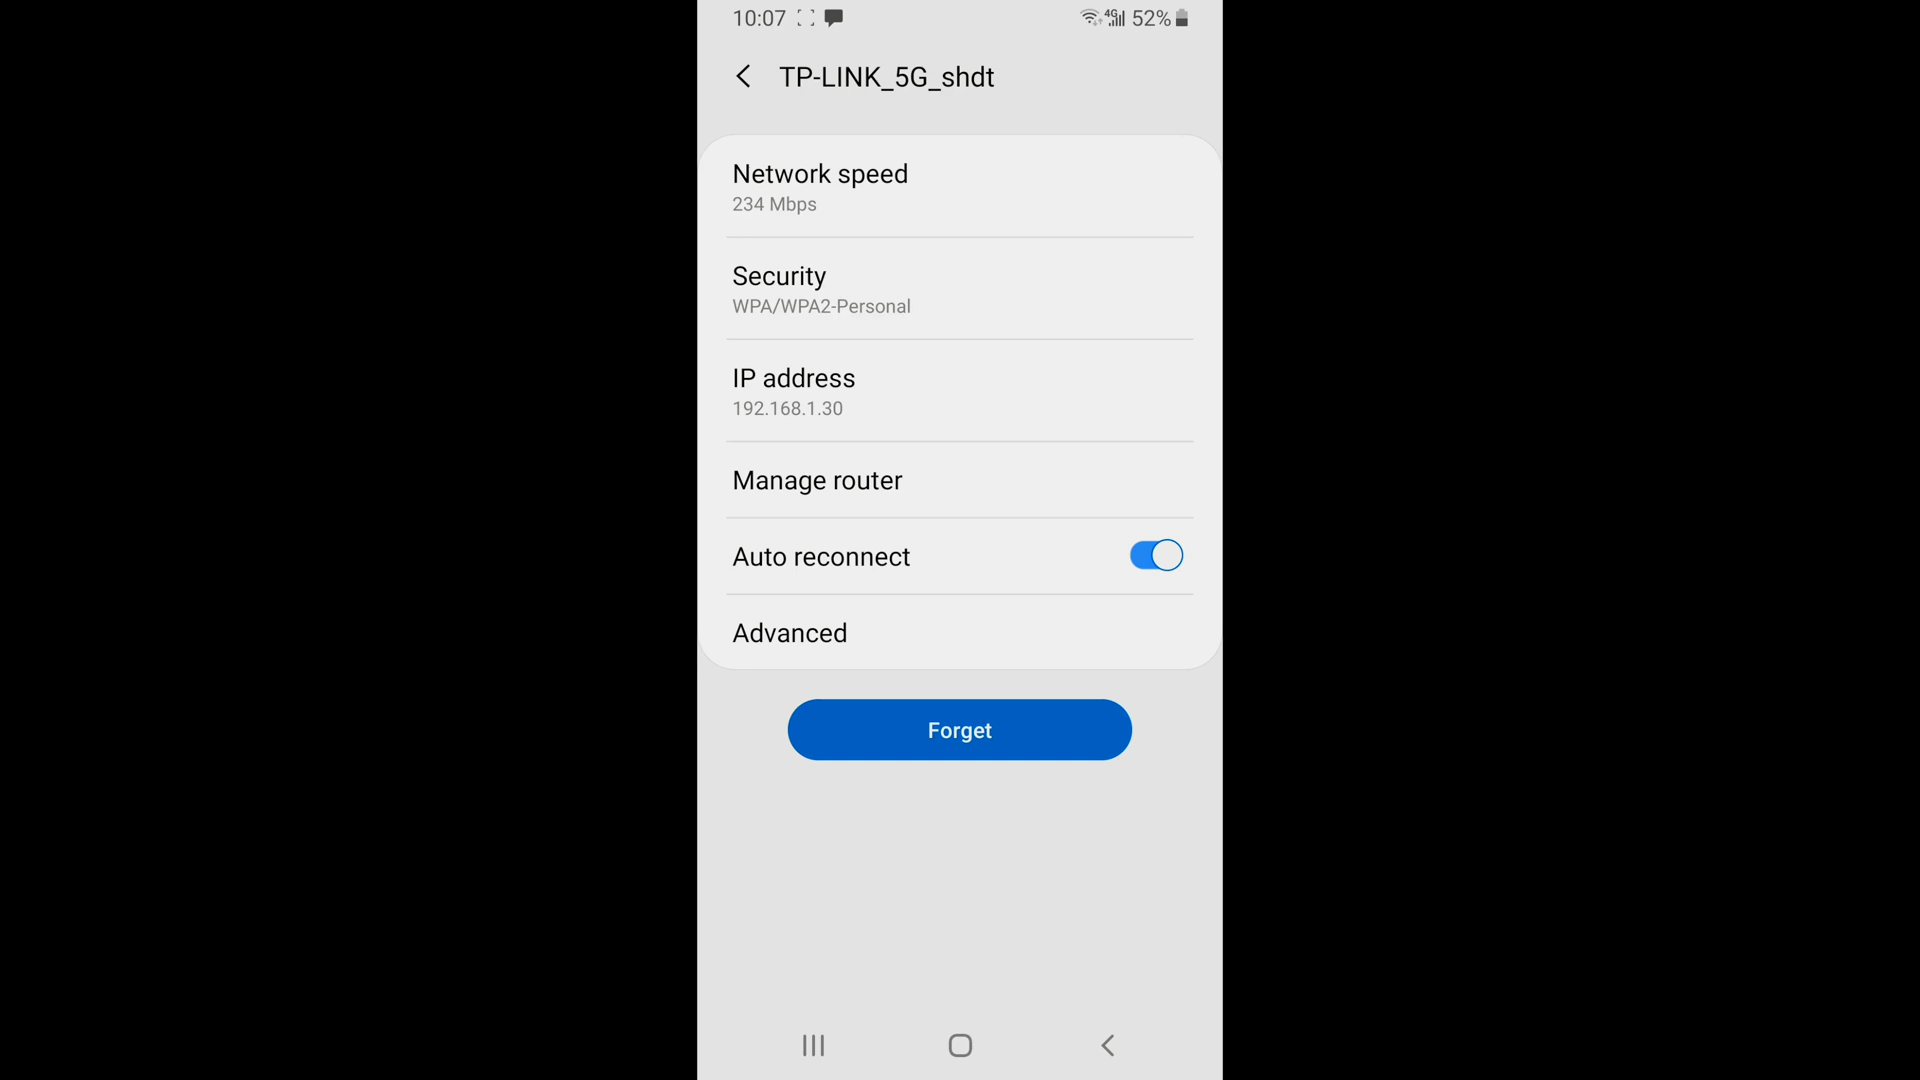 10:07 4G 52%
TP-LINK_5G_shdt
Network speed
234 Mbps
Security
WPA/WPA2-Personal
IP address
192.168.1.30
Manage router
Auto reconnect
Advanced
Forget